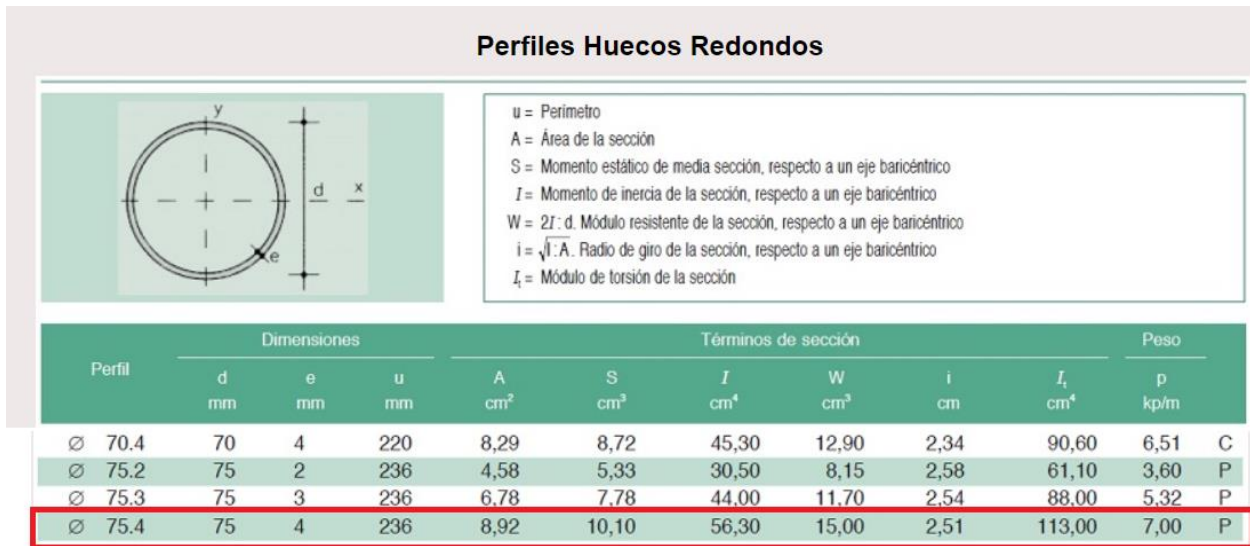 Perfiles Huecos Redondos
y
d
x
e
u = Perímetro
A = Área de la sección
S = Momento estático de media sección, respecto a un eje baricéntrico
I = Momento de inercia de la sección, respecto a un eje baricéntrico
W = 2I : d. Módulo resistente de la sección, respecto a un eje baricéntrico
i = √I : A. Radio de giro de la sección, respecto a un eje baricéntrico
Iₜ = Módulo de torsión de la sección
Perfil Dimensiones Términos de sección Peso
d e u A S I W i Iₜ p
mm mm mm cm² cm³ cm⁴ cm³ cm cm⁴ kp/m
∅ 70.4 70 4 220 8,29 8,72 45,30 12,90 2,34 90,60 6,51 C
∅ 75.2 75 2 236 4,58 5,33 30,50 8,15 2,58 61,10 3,60 P
∅ 75.3 75 3 236 6,78 7,78 44,00 11,70 2,54 88,00 5,32 P
∅ 75.4 75 4 236 8,92 10,10 56,30 15,00 2,51 113,00 7,00 P